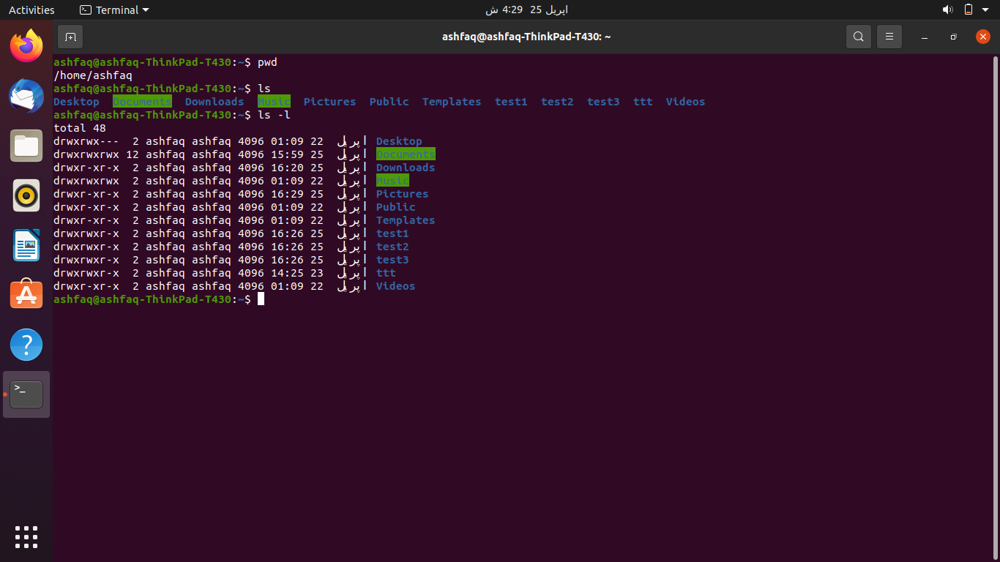 Activities Terminal اپریل 25 4:29 ش
ashfaq@ashfaq-ThinkPad-T430: ~
ashfaq@ashfaq-ThinkPad-T430:~$ pwd
/home/ashfaq
ashfaq@ashfaq-ThinkPad-T430:~$ ls
Desktop Documents Downloads Music Pictures Public Templates test1 test2 test3 ttt Videos
ashfaq@ashfaq-ThinkPad-T430:~$ ls -l
total 48
drwxrwx--- 2 ashfaq ashfaq 4096 01:09 22 اپریل Desktop
drwxrwxrwx 12 ashfaq ashfaq 4096 15:59 25 اپریل Documents
drwxr-xr-x 2 ashfaq ashfaq 4096 16:20 25 اپریل Downloads
drwxrwxrwx 2 ashfaq ashfaq 4096 01:09 22 اپریل Music
drwxr-xr-x 2 ashfaq ashfaq 4096 16:29 25 اپریل Pictures
drwxr-xr-x 2 ashfaq ashfaq 4096 01:09 22 اپریل Public
drwxr-xr-x 2 ashfaq ashfaq 4096 01:09 22 اپریل Templates
drwxrwxr-x 2 ashfaq ashfaq 4096 16:26 25 اپریل test1
drwxrwxr-x 2 ashfaq ashfaq 4096 16:26 25 اپریل test2
drwxrwxr-x 2 ashfaq ashfaq 4096 16:26 25 اپریل test3
drwxrwxr-x 2 ashfaq ashfaq 4096 14:25 23 اپریل ttt
drwxr-xr-x 2 ashfaq ashfaq 4096 01:09 22 اپریل Videos
ashfaq@ashfaq-ThinkPad-T430:~$